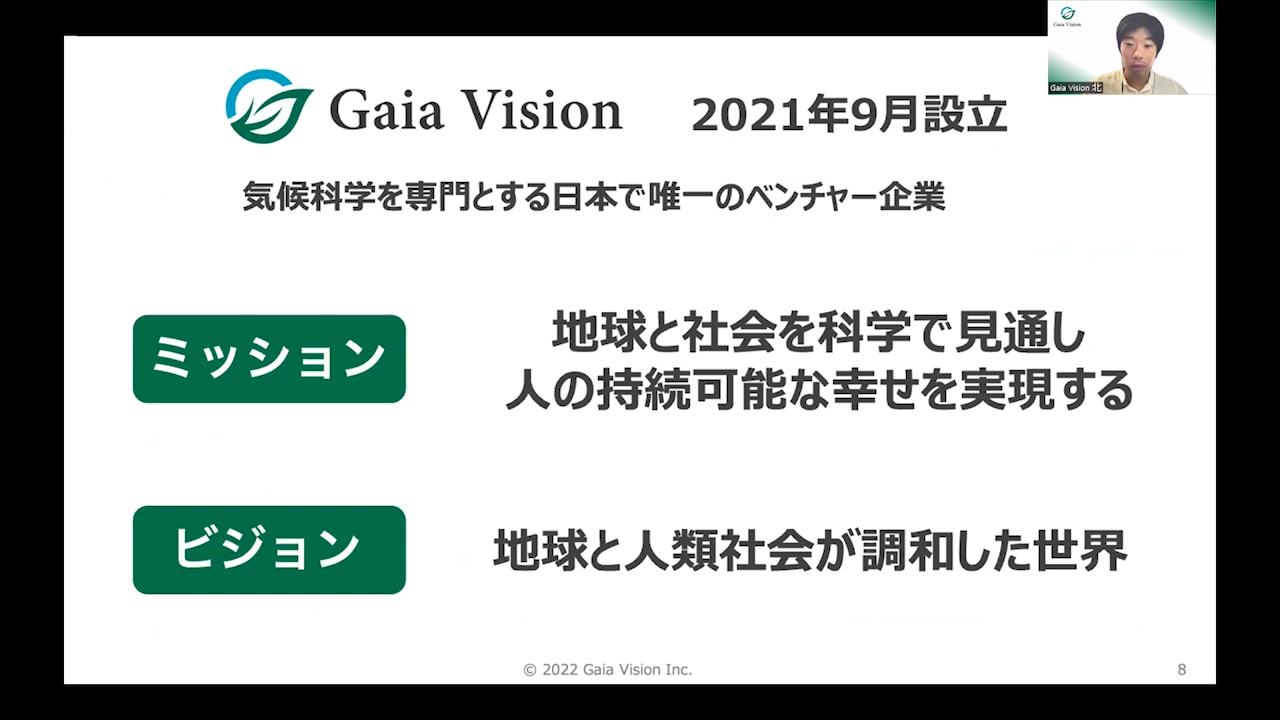 Gaia Vision
Gaia Vision 北
Gaia Vision 2021年9月設立
気候科学を専門とする日本で唯一のベンチャー企業
ミッション
地球と社会を科学で見通し
人の持続可能な幸せを実現する
ビジョン
地球と人類社会が調和した世界
© 2022 Gaia Vision Inc.
8